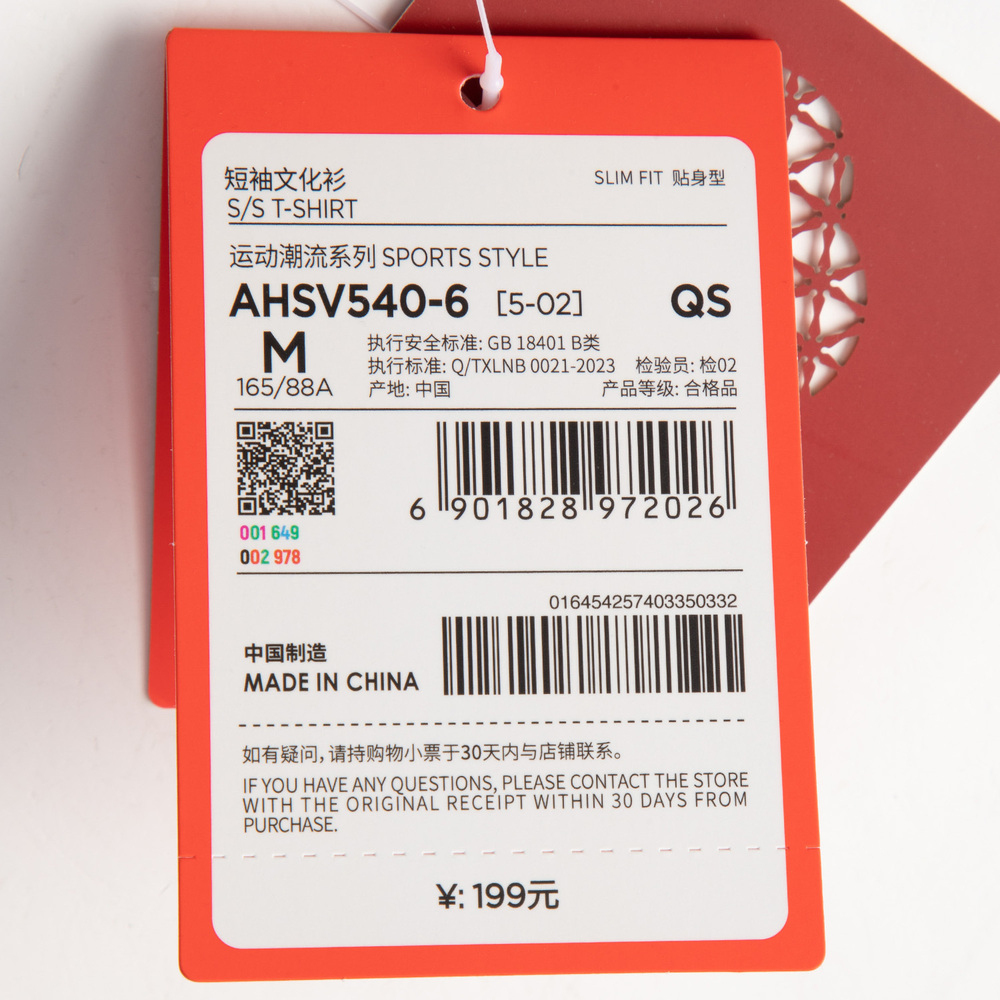 短袖文化衫
SLIM FIT 贴身型
S/S T-SHIRT
运动潮流系列 SPORTS STYLE
AHSV540-6 [5-02] QS
M
165/88A
执行安全标准: GB 18401 B类
执行标准: Q/TXLNB 0021-2023 检验员: 检02
产地: 中国 产品等级: 合格品
6 901828 972026
001 649
002 978
016454257403350332
中国制造
MADE IN CHINA
如有疑问，请持购物小票于30天内与店铺联系。
IF YOU HAVE ANY QUESTIONS, PLEASE CONTACT THE STORE
WITH THE ORIGINAL RECEIPT WITHIN 30 DAYS FROM
PURCHASE.
¥: 199元